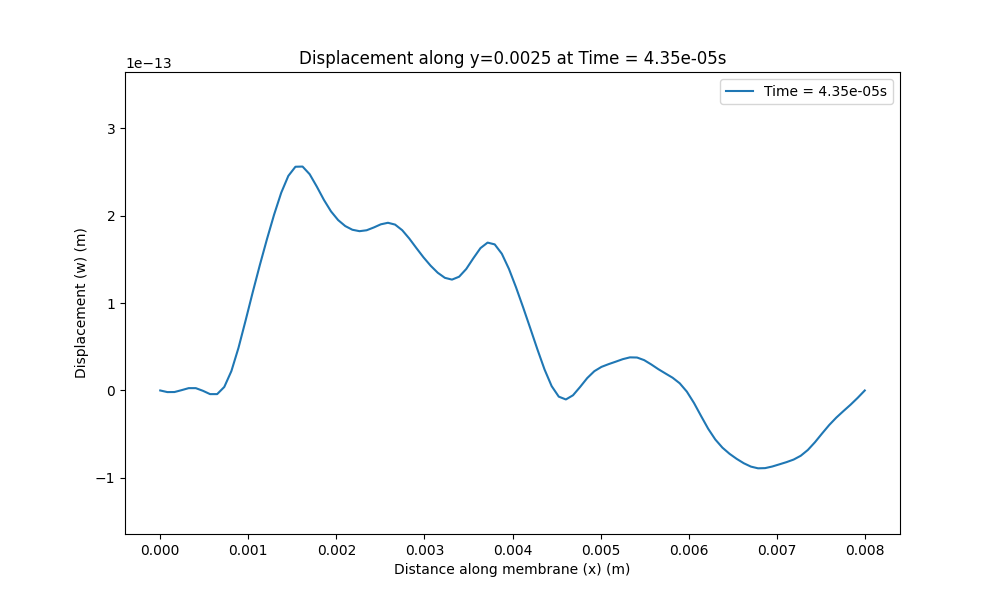 Displacement along y=0.0025 at Time = 4.35e-05s
1e−13
Time = 4.35e-05s
3
2
1
0
−1
Displacement (w) (m)
0.000 0.001 0.002 0.003 0.004 0.005 0.006 0.007 0.008
Distance along membrane (x) (m)